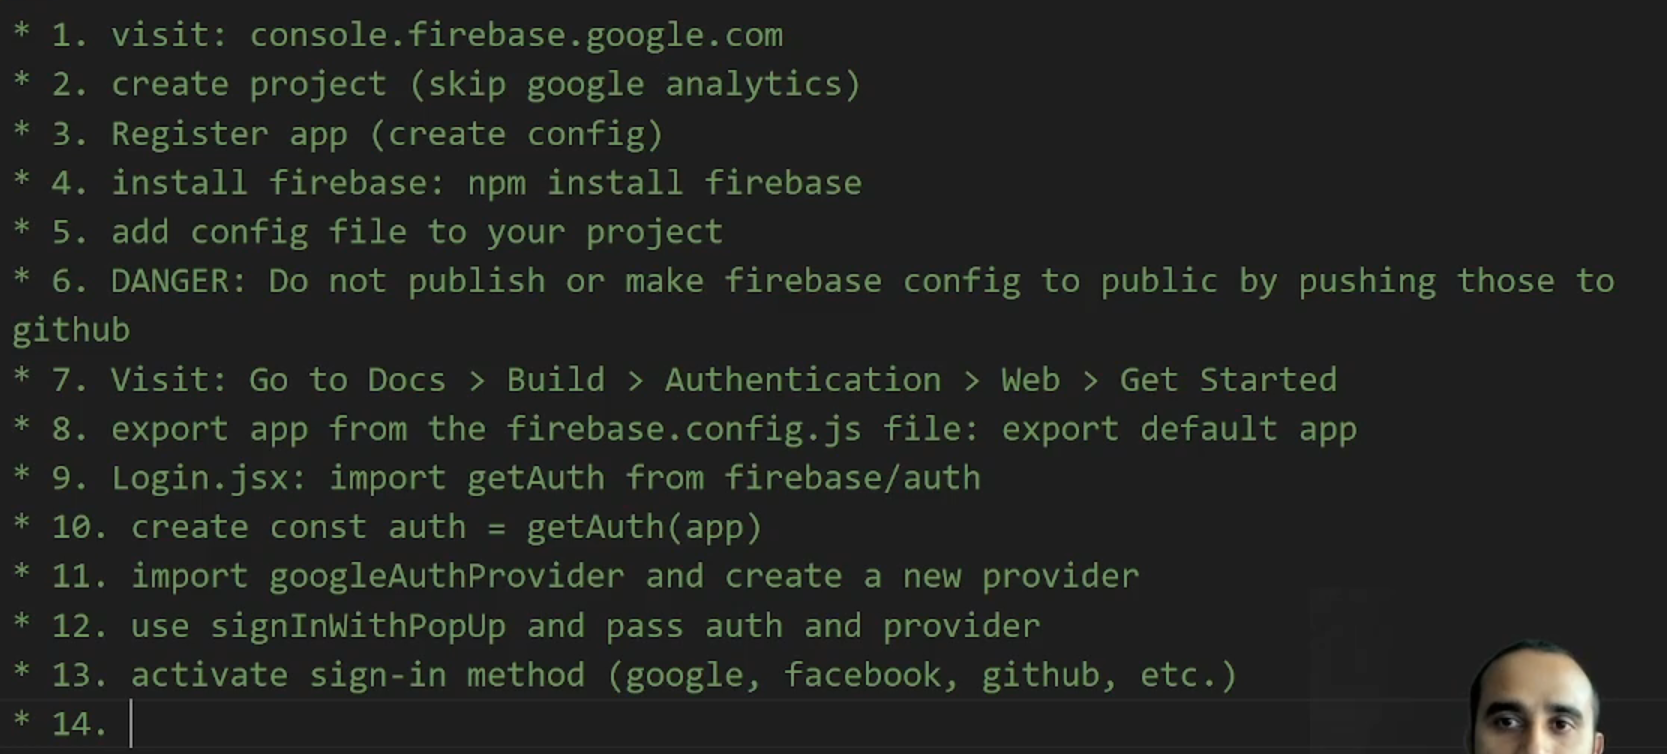 * 1. visit: console.firebase.google.com
* 2. create project (skip google analytics)
* 3. Register app (create config)
* 4. install firebase: npm install firebase
* 5. add config file to your project
* 6. DANGER: Do not publish or make firebase config to public by pushing those to
github
* 7. Visit: Go to Docs > Build > Authentication > Web > Get Started
* 8. export app from the firebase.config.js file: export default app
* 9. Login.jsx: import getAuth from firebase/auth
* 10. create const auth = getAuth(app)
* 11. import googleAuthProvider and create a new provider
* 12. use signInWithPopUp and pass auth and provider
* 13. activate sign-in method (google, facebook, github, etc.)
* 14.